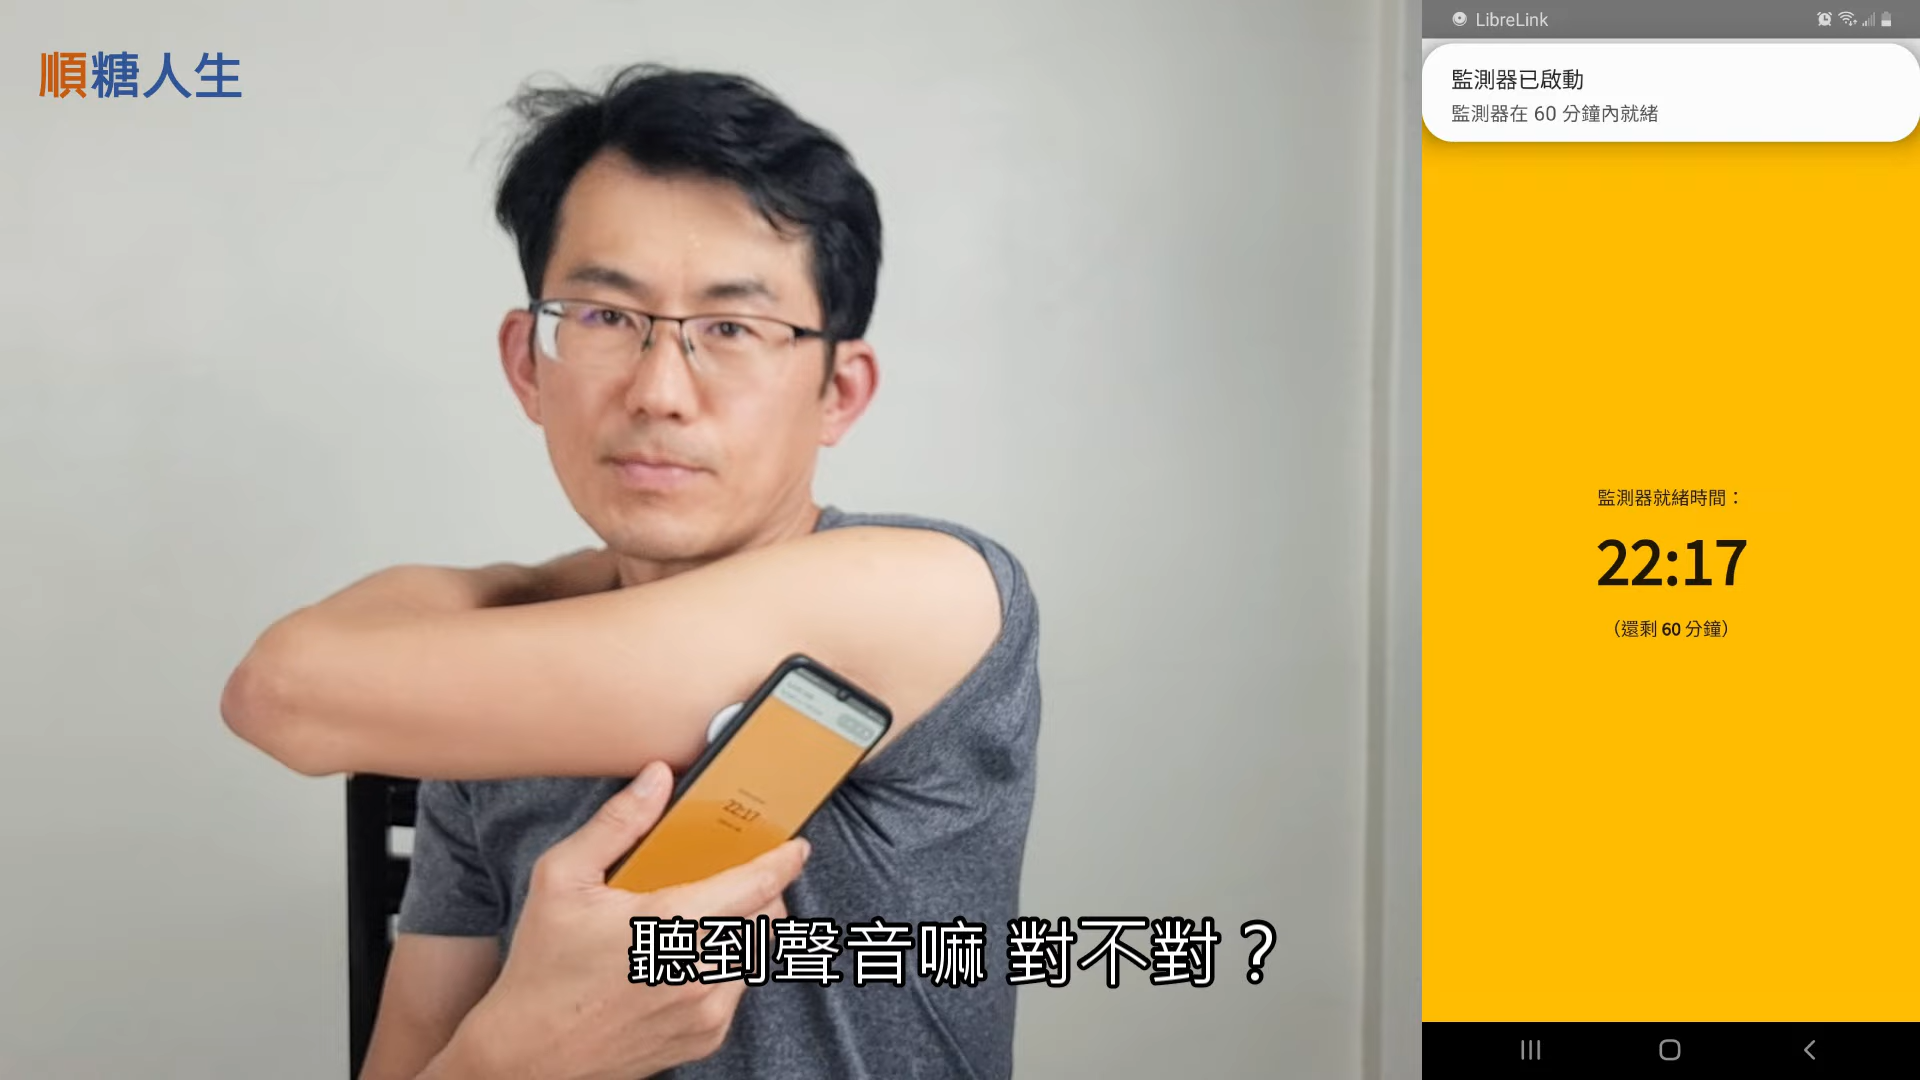 順糖人生
LibreLink
監測器已啟動
監測器在 60 分鐘內就緒
監測器就緒時間：
22:17
（還剩 60 分鐘）
22:17
聽到聲音嘛 對不對？